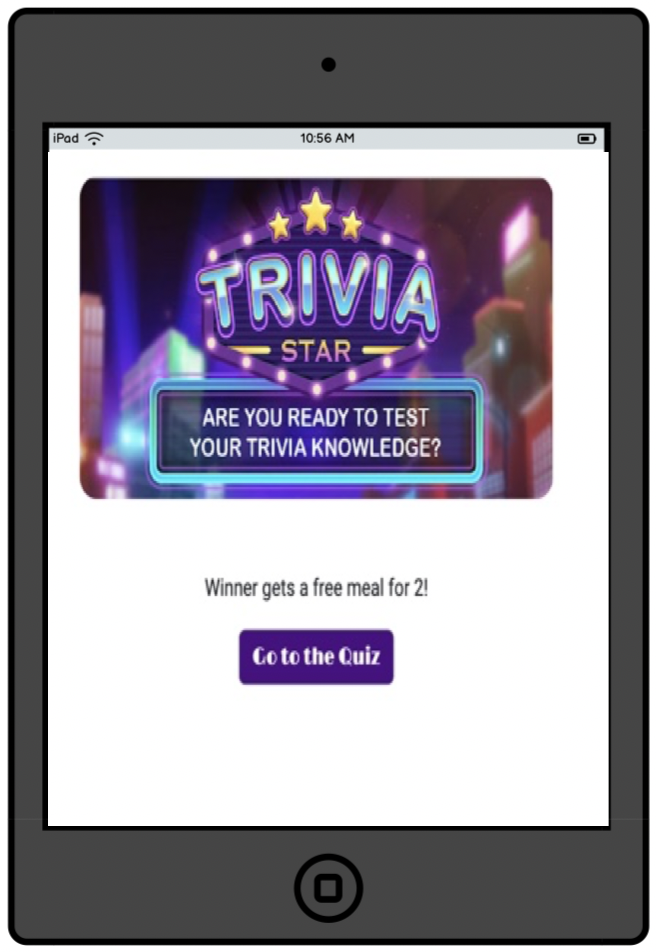 iPad 10:56 AM
TRIVIA
STAR
ARE YOU READY TO TEST
YOUR TRIVIA KNOWLEDGE?
Winner gets a free meal for 2!
Go to the Quiz